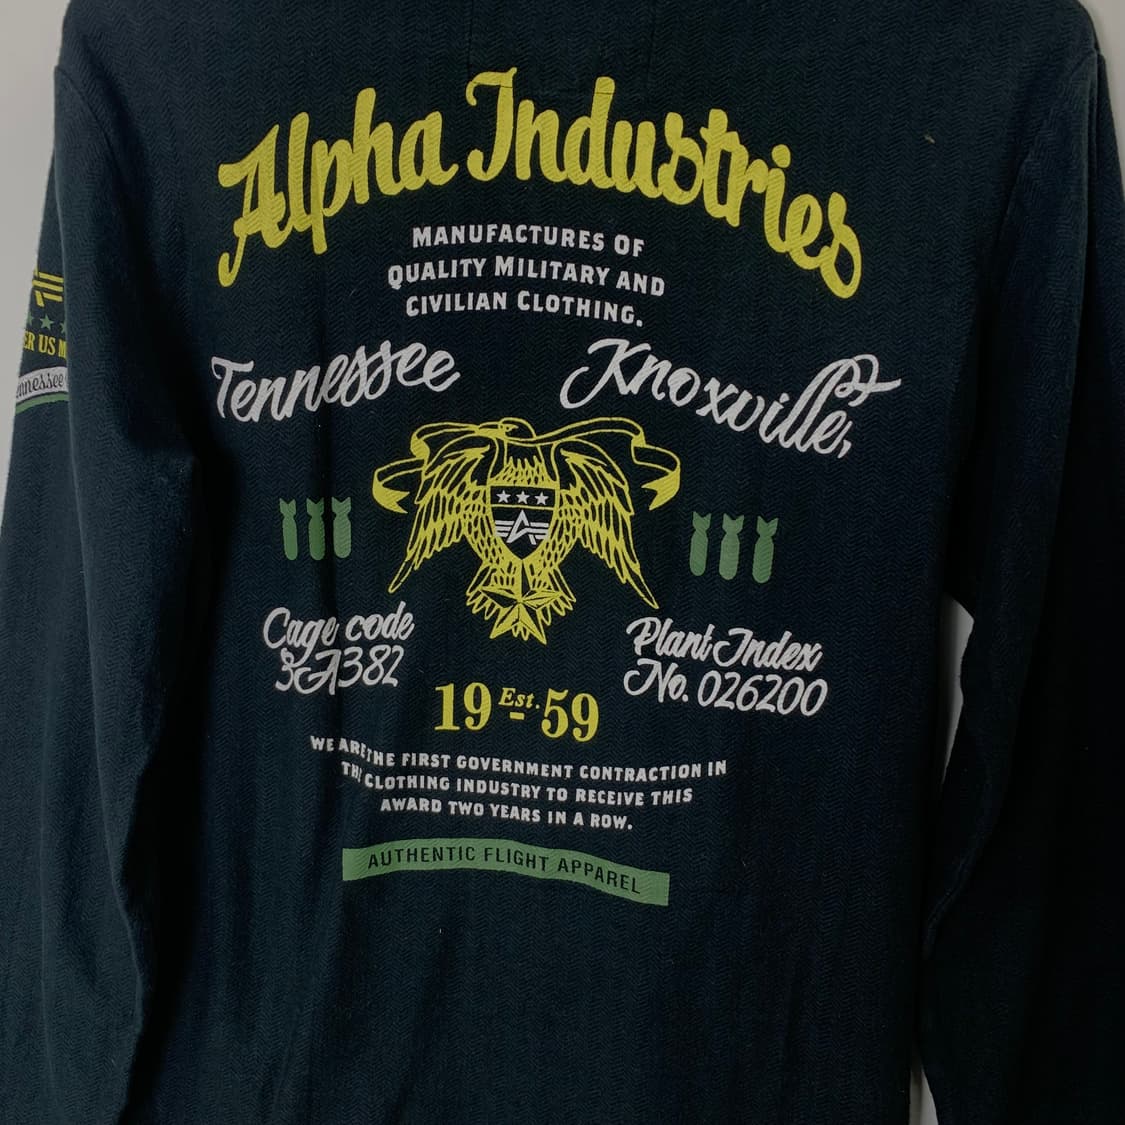 Alpha Industries
MANUFACTURES OF
QUALITY MILITARY AND
CIVILIAN CLOTHING.
Tennessee Knoxville,
Cage code
3A382
Plant Index
No. 026200
19 Est. 59
WE ARE THE FIRST GOVERNMENT CONTRACTION IN
THE CLOTHING INDUSTRY TO RECEIVE THIS
AWARD TWO YEARS IN A ROW.
AUTHENTIC FLIGHT APPAREL
US